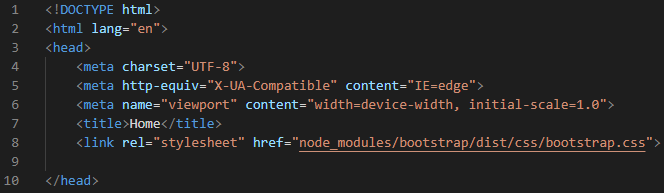 1 <!DOCTYPE html>
2 <html lang="en">
3 <head>
4     <meta charset="UTF-8">
5     <meta http-equiv="X-UA-Compatible" content="IE=edge">
6     <meta name="viewport" content="width=device-width, initial-scale=1.0">
7     <title>Home</title>
8     <link rel="stylesheet" href="node_modules/bootstrap/dist/css/bootstrap.css">
9
10 </head>